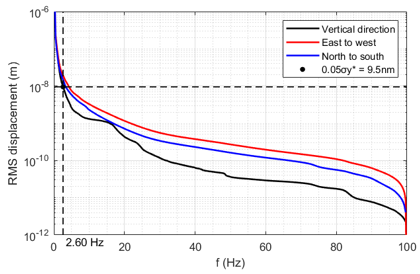 10^-6
Vertical direction
East to west
North to south
0.05σy* = 9.5nm
10^-8
RMS displacement (m)
10^-10
10^-12
0 20 40 60 80 100
2.60 Hz
f (Hz)